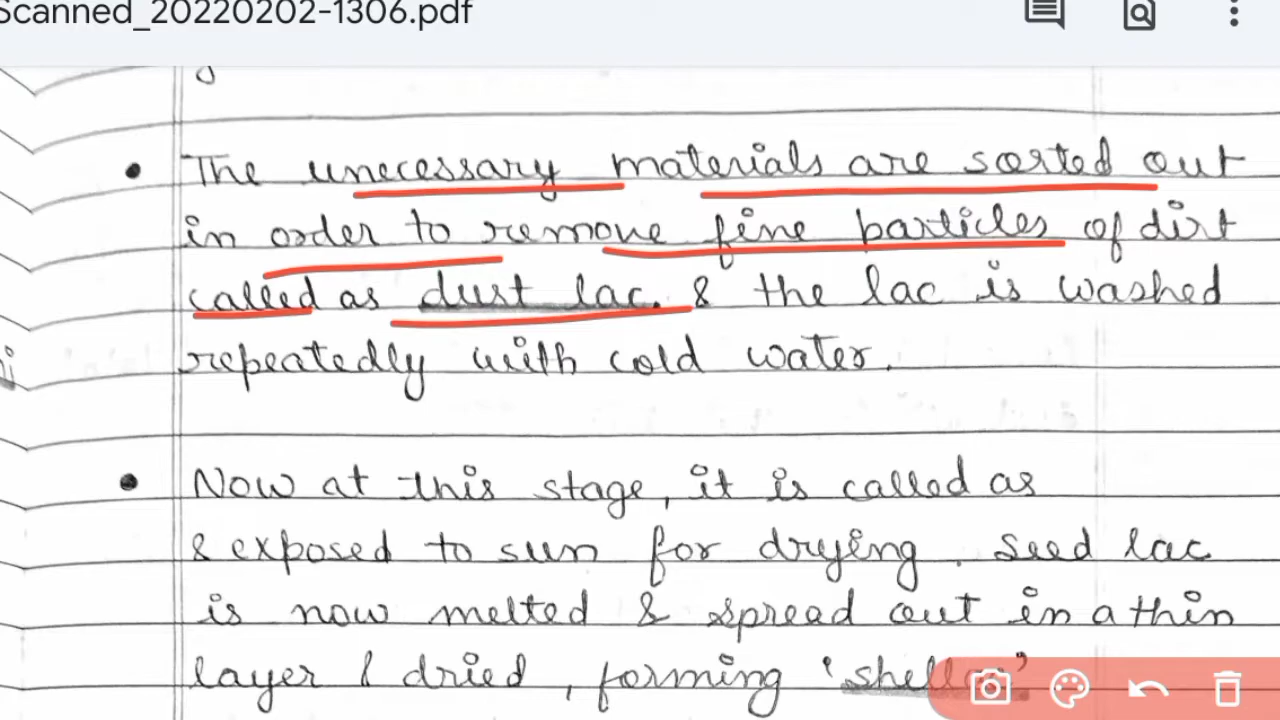 Scanned_20220202-1306.pdf
The unecessary materials are sorted out
in order to remove fine particles of dirt
called as dust lac. & the lac is washed
repeatedly with cold water.
Now at this stage, it is called as
& exposed to sun for drying. Seed lac
is now melted & spread out in a thin
layer & dried, forming 'shellac'